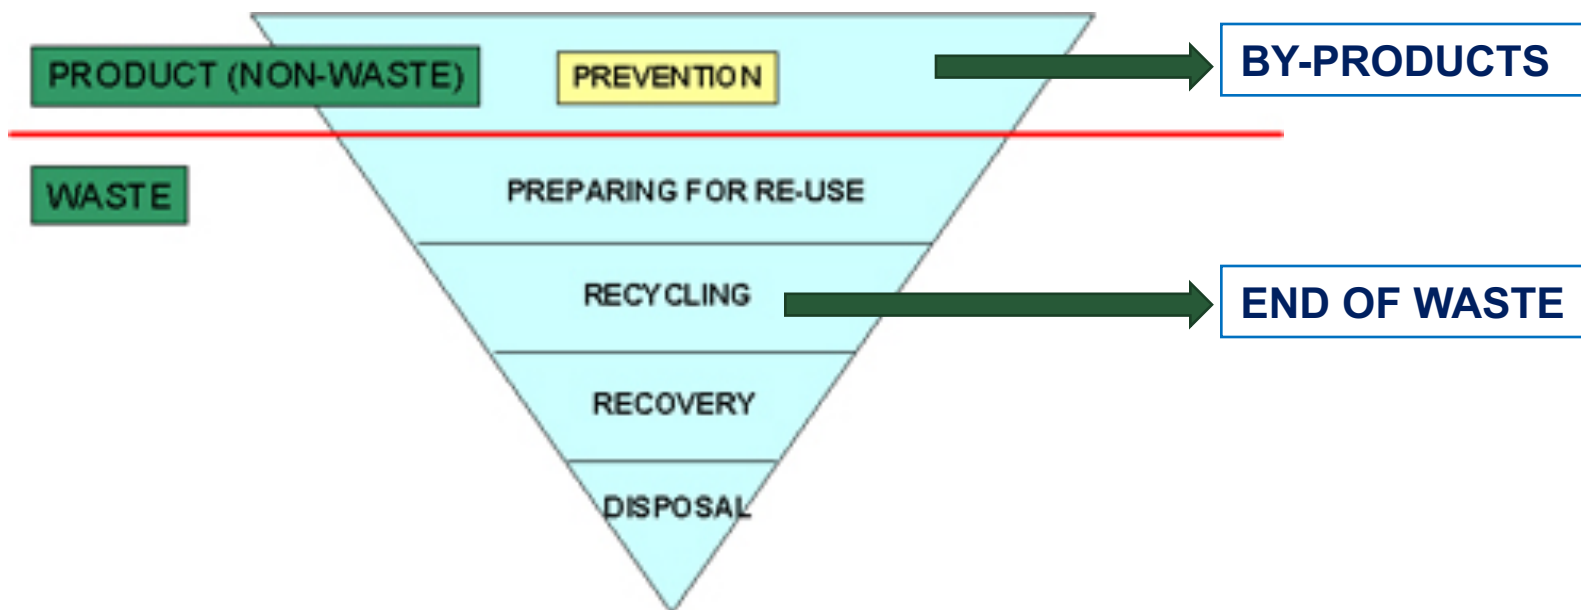 PRODUCT (NON-WASTE)
PREVENTION
BY-PRODUCTS
WASTE
PREPARING FOR RE-USE
RECYCLING
END OF WASTE
RECOVERY
DISPOSAL